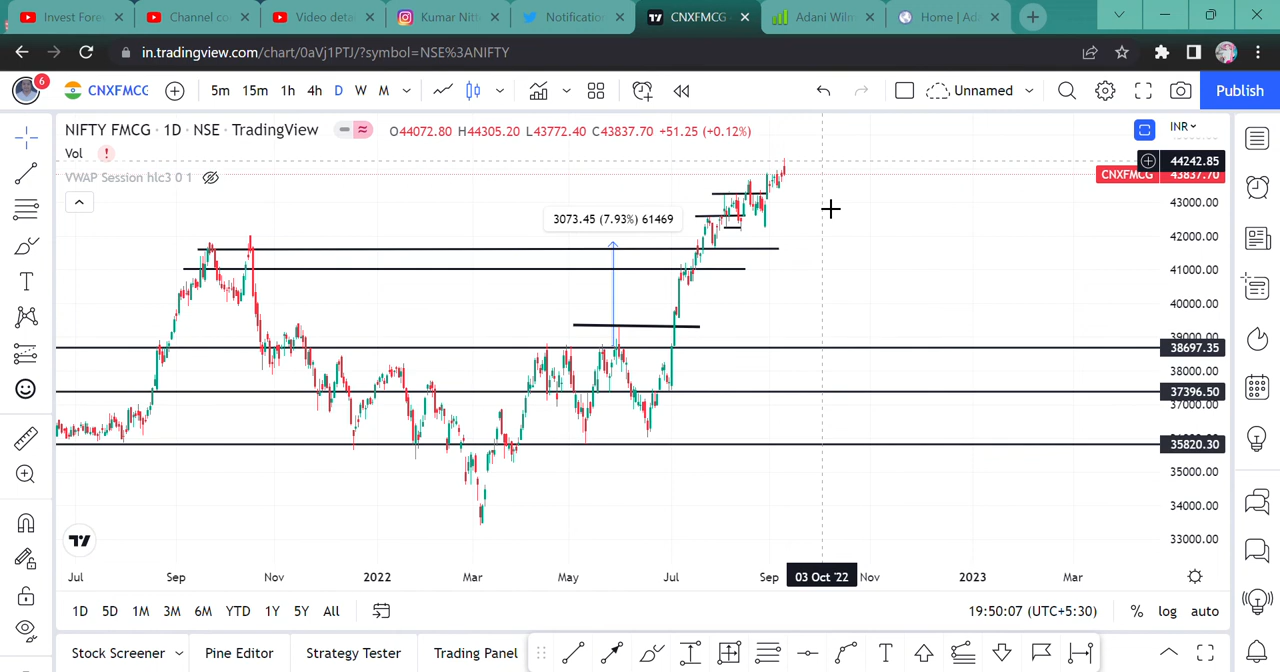 Invest Fores
Channel co
Video deta
Kumar Nitt
Notification
CNXFMCG
Adani Wilm
Home | Ad
in.tradingview.com/chart/0aVj1PTJ/?symbol=NSE%3ANIFTY
6
CNXFMCG
5m 15m 1h 4h D W M
Unnamed
Publish
NIFTY FMCG · 1D · NSE · TradingView
O44072.80 H44305.20 L43772.40 C43837.70 +51.25 (+0.12%)
INR
Vol
VWAP Session hlc3 0 1
44242.85
CNXFMCG 43837.70
43000.00
3073.45 (7.93%) 61469
42000.00
41000.00
40000.00
39000.00
38697.35
38000.00
37396.50
37000.00
35820.30
35000.00
34000.00
33000.00
Jul Sep Nov 2022 Mar May Jul Sep 03 Oct '22 Nov 2023 Mar
1D 5D 1M 3M 6M YTD 1Y 5Y All
19:50:07 (UTC+5:30)
% log auto
Stock Screener Pine Editor Strategy Tester Trading Panel